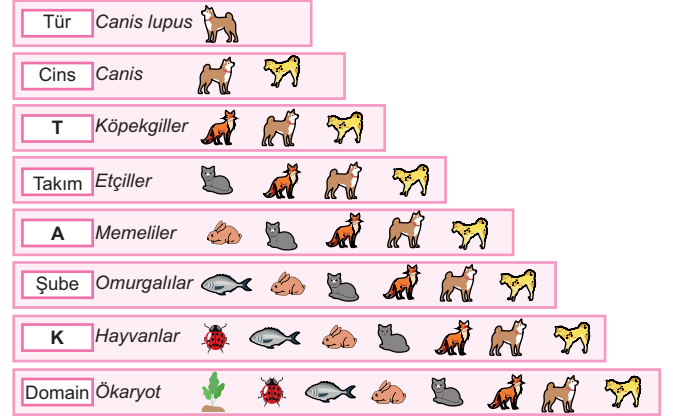 Tür Canis lupus
Cins Canis
T Köpekgiller
Takım Etçiller
A Memeliler
Şube Omurgalılar
K Hayvanlar
Domain Ökaryot